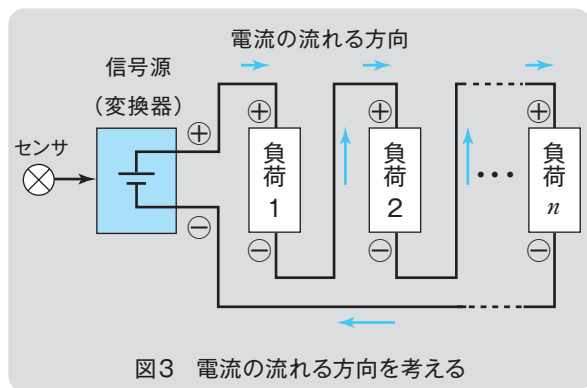 電流の流れる方向
信号源
（変換器）
センサ
⊕
⊖
⊕
負荷1
⊖
⊕
負荷2
⊖
•••
⊕
負荷n
⊖
図3 電流の流れる方向を考える